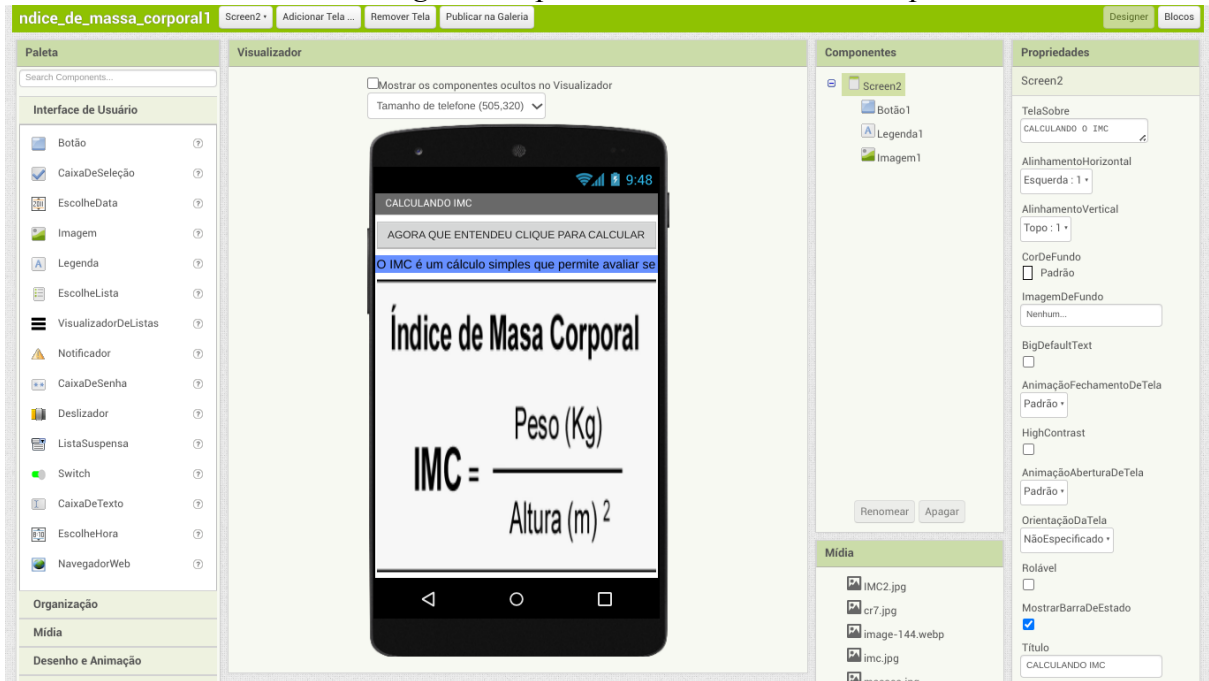 ndice_de_massa_corporal1 Screen2 Adicionar Tela ... Remover Tela Publicar na Galeria Designer Blocos
Paleta
Search Components...
Interface de Usuário
Botão
CaixaDeSeleção
EscolheData
Imagem
Legenda
EscolheLista
VisualizadorDeListas
Notificador
CaixaDeSenha
Deslizador
ListaSuspensa
Switch
CaixaDeTexto
EscolheHora
NavegadorWeb
Organização
Mídia
Desenho e Animação
Visualizador
Mostrar os componentes ocultos no Visualizador
Tamanho de telefone (505,320)
9:48
CALCULANDO IMC
AGORA QUE ENTENDEU CLIQUE PARA CALCULAR
O IMC é um cálculo simples que permite avaliar se
Índice de Masa Corporal
Peso (Kg)
IMC =
Altura (m) 2
Componentes
Screen2
Botão1
Legenda1
Imagem1
Renomear Apagar
Mídia
IMC2.jpg
cr7.jpg
image-144.webp
imc.jpg
Propriedades
Screen2
TelaSobre
CALCULANDO O IMC
AlinhamentoHorizontal
Esquerda : 1
AlinhamentoVertical
Topo : 1
CorDeFundo
Padrão
ImagemDeFundo
Nenhum...
BigDefaultText
AnimaçãoFechamentoDeTela
Padrão
HighContrast
AnimaçãoAberturaDeTela
Padrão
OrientaçãoDaTela
NãoEspecificado
Rolável
MostrarBarraDeEstado
Título
CALCULANDO IMC